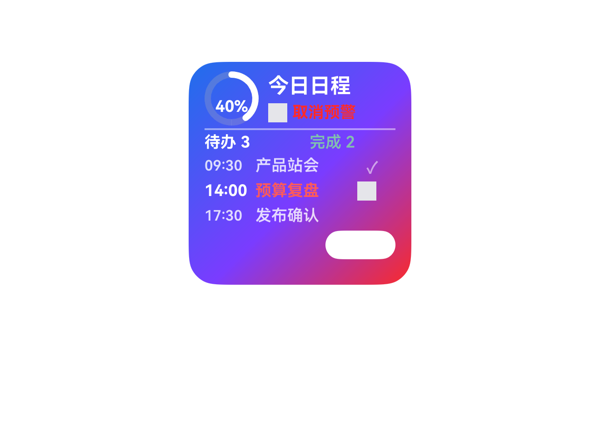 40%
今日日程
取消预警
待办 3 完成 2
09:30 产品站会 ✓
14:00 预算复盘
17:30 发布确认